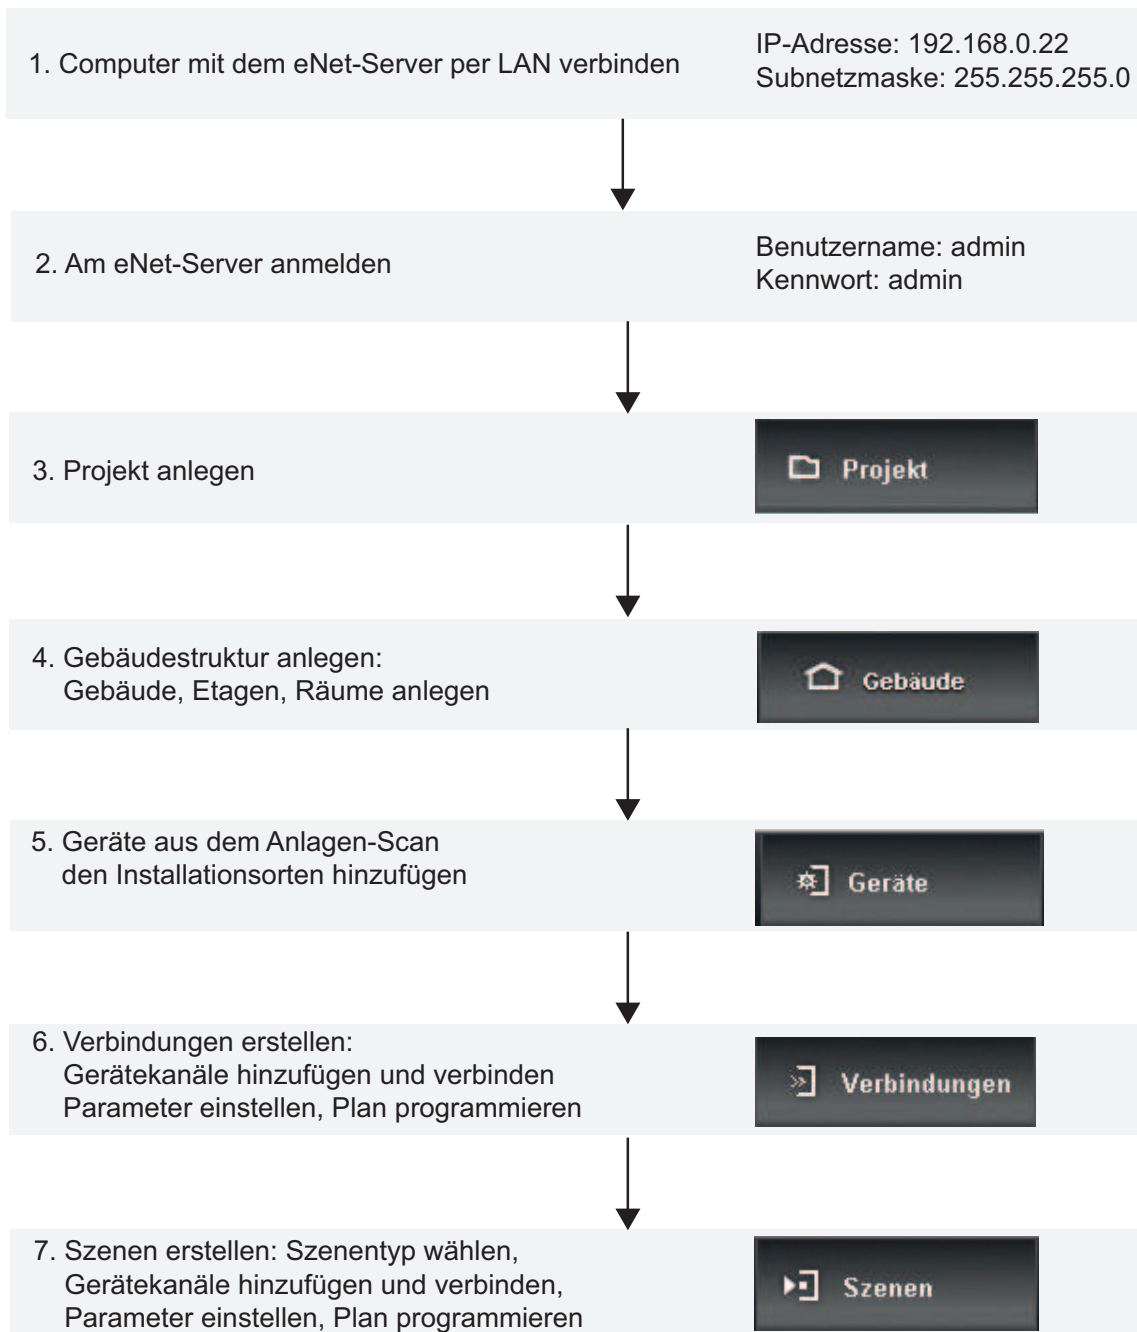 1. Computer mit dem eNet-Server per LAN verbinden
IP-Adresse: 192.168.0.22
Subnetzmaske: 255.255.255.0
2. Am eNet-Server anmelden
Benutzername: admin
Kennwort: admin
3. Projekt anlegen
Projekt
4. Gebäudestruktur anlegen:
Gebäude, Etagen, Räume anlegen
Gebäude
5. Geräte aus dem Anlagen-Scan
den Installationsorten hinzufügen
Geräte
6. Verbindungen erstellen:
Gerätekanäle hinzufügen und verbinden
Parameter einstellen, Plan programmieren
Verbindungen
7. Szenen erstellen: Szenentyp wählen,
Gerätekanäle hinzufügen und verbinden,
Parameter einstellen, Plan programmieren
Szenen